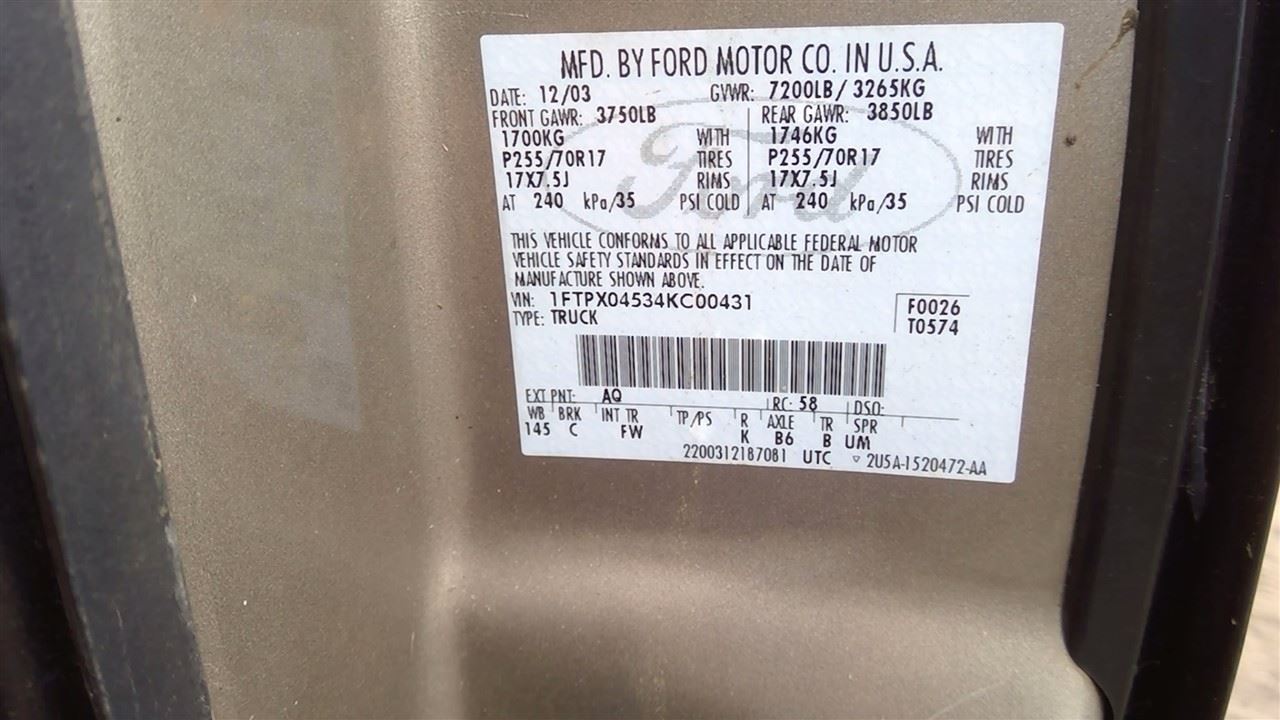 MFD. BY FORD MOTOR CO. IN U.S.A.
DATE: 12/03 GVWR: 7200LB/ 3265KG
FRONT GAWR: 3750LB REAR GAWR: 3850LB
1700KG WITH 1746KG WITH
P255/70R17 TIRES P255/70R17 TIRES
17X7.5J RIMS 17X7.5J RIMS
AT 240 kPa/35 PSI COLD AT 240 kPa/35 PSI COLD
Ford
THIS VEHICLE CONFORMS TO ALL APPLICABLE FEDERAL MOTOR
VEHICLE SAFETY STANDARDS IN EFFECT ON THE DATE OF
MANUFACTURE SHOWN ABOVE.
VIN: 1FTPX04534KC00431 F0026
TYPE: TRUCK T0574
EXT PNT: AQ RC: 58 DSO:
WB BRK INT TR TP/PS R AXLE TR SPR
145 C FW K B6 B UM
2200312187081 UTC ▿ 2U5A-1520472-AA